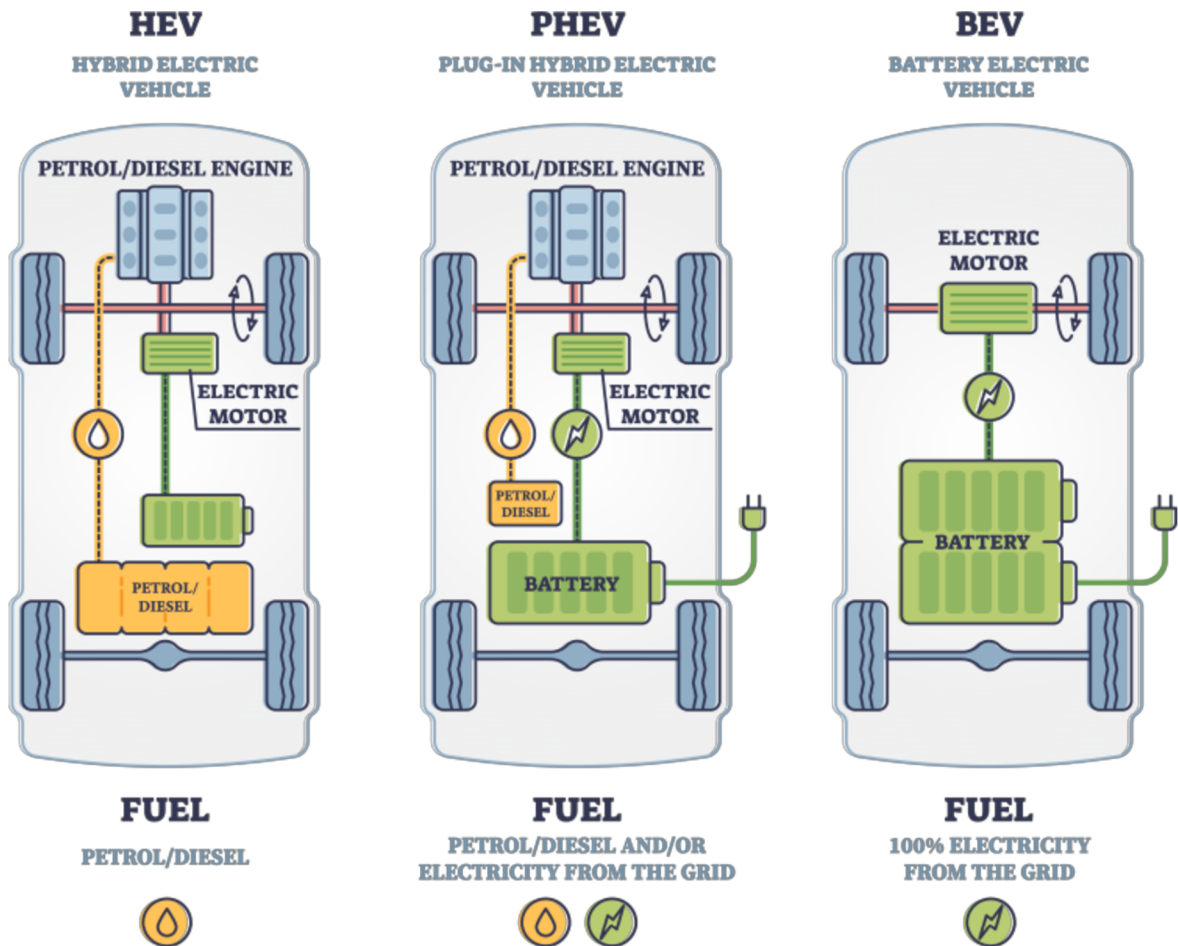 HEV
HYBRID ELECTRIC
VEHICLE
PETROL/DIESEL ENGINE
ELECTRIC
MOTOR
PETROL/
DIESEL
FUEL
PETROL/DIESEL
PHEV
PLUG-IN HYBRID ELECTRIC
VEHICLE
PETROL/DIESEL ENGINE
ELECTRIC
MOTOR
PETROL/
DIESEL
BATTERY
FUEL
PETROL/DIESEL AND/OR
ELECTRICITY FROM THE GRID
BEV
BATTERY ELECTRIC
VEHICLE
ELECTRIC
MOTOR
BATTERY
FUEL
100% ELECTRICITY
FROM THE GRID